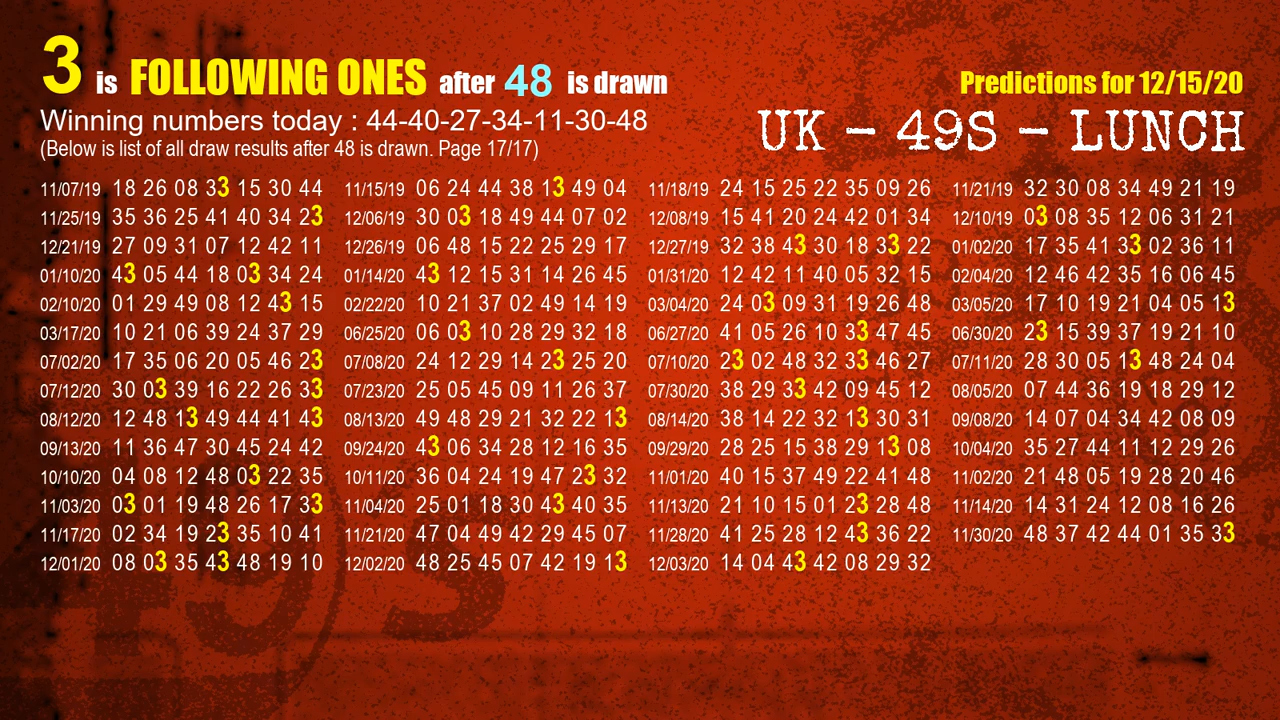 3 is FOLLOWING ONES after 48 is drawn
Predictions for 12/15/20
Winning numbers today : 44-40-27-34-11-30-48
UK - 49S - LUNCH
(Below is list of all draw results after 48 is drawn. Page 17/17)
11/07/19 18 26 08 33 15 30 44 11/15/19 06 24 44 38 13 49 04 11/18/19 24 15 25 22 35 09 26 11/21/19 32 30 08 34 49 21 19
11/25/19 35 36 25 41 40 34 23 12/06/19 30 03 18 49 44 07 02 12/08/19 15 41 20 24 42 01 34 12/10/19 03 08 35 12 06 31 21
12/21/19 27 09 31 07 12 42 11 12/26/19 06 48 15 22 25 29 17 12/27/19 32 38 43 30 18 33 22 01/02/20 17 35 41 33 02 36 11
01/10/20 43 05 44 18 03 34 24 01/14/20 43 12 15 31 14 26 45 01/31/20 12 42 11 40 05 32 15 02/04/20 12 46 42 35 16 06 45
02/10/20 01 29 49 08 12 43 15 02/22/20 10 21 37 02 49 14 19 03/04/20 24 03 09 31 19 26 48 03/05/20 17 10 19 21 04 05 13
03/17/20 10 21 06 39 24 37 29 06/25/20 06 03 10 28 29 32 18 06/27/20 41 05 26 10 33 47 45 06/30/20 23 15 39 37 19 21 10
07/02/20 17 35 06 20 05 46 23 07/08/20 24 12 29 14 23 25 20 07/10/20 23 02 48 32 33 46 27 07/11/20 28 30 05 13 48 24 04
07/12/20 30 03 39 16 22 26 33 07/23/20 25 05 45 09 11 26 37 07/30/20 38 29 33 42 09 45 12 08/05/20 07 44 36 19 18 29 12
08/12/20 12 48 13 49 44 41 43 08/13/20 49 48 29 21 32 22 13 08/14/20 38 14 22 32 13 30 31 09/08/20 14 07 04 34 42 08 09
09/13/20 11 36 47 30 45 24 42 09/24/20 43 06 34 28 12 16 35 09/29/20 28 25 15 38 29 13 08 10/04/20 35 27 44 11 12 29 26
10/10/20 04 08 12 48 03 22 35 10/11/20 36 04 24 19 47 23 32 11/01/20 40 15 37 49 22 41 48 11/02/20 21 48 05 19 28 20 46
11/03/20 03 01 19 48 26 17 33 11/04/20 25 01 18 30 43 40 35 11/13/20 21 10 15 01 23 28 48 11/14/20 14 31 24 12 08 16 26
11/17/20 02 34 19 23 35 10 41 11/21/20 47 04 49 42 29 45 07 11/28/20 41 25 28 12 43 36 22 11/30/20 48 37 42 44 01 35 33
12/01/20 08 03 35 43 48 19 10 12/02/20 48 25 45 07 42 19 13 12/03/20 14 04 43 42 08 29 32